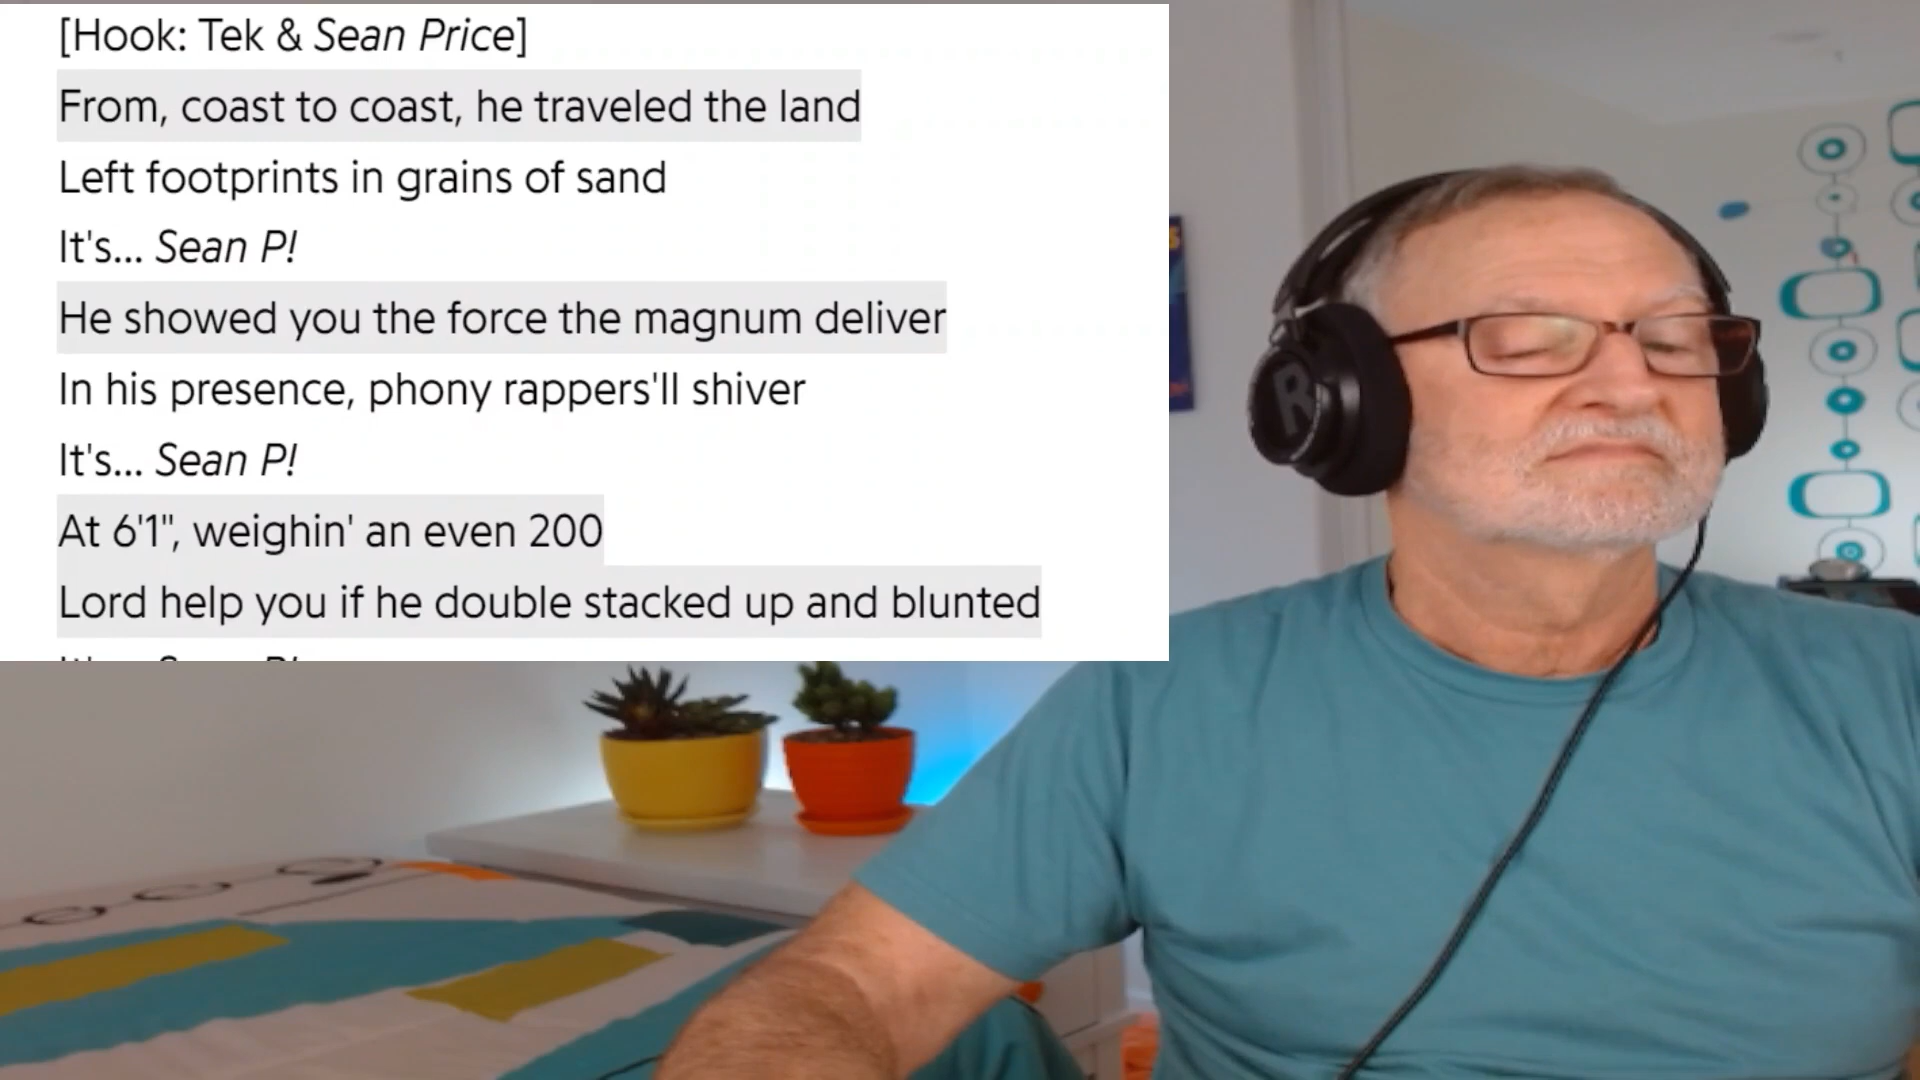 [Hook: Tek & Sean Price]
From, coast to coast, he traveled the land
Left footprints in grains of sand
It's... Sean P!
He showed you the force the magnum deliver
In his presence, phony rappers'll shiver
It's... Sean P!
At 6'1", weighin' an even 200
Lord help you if he double stacked up and blunted
R